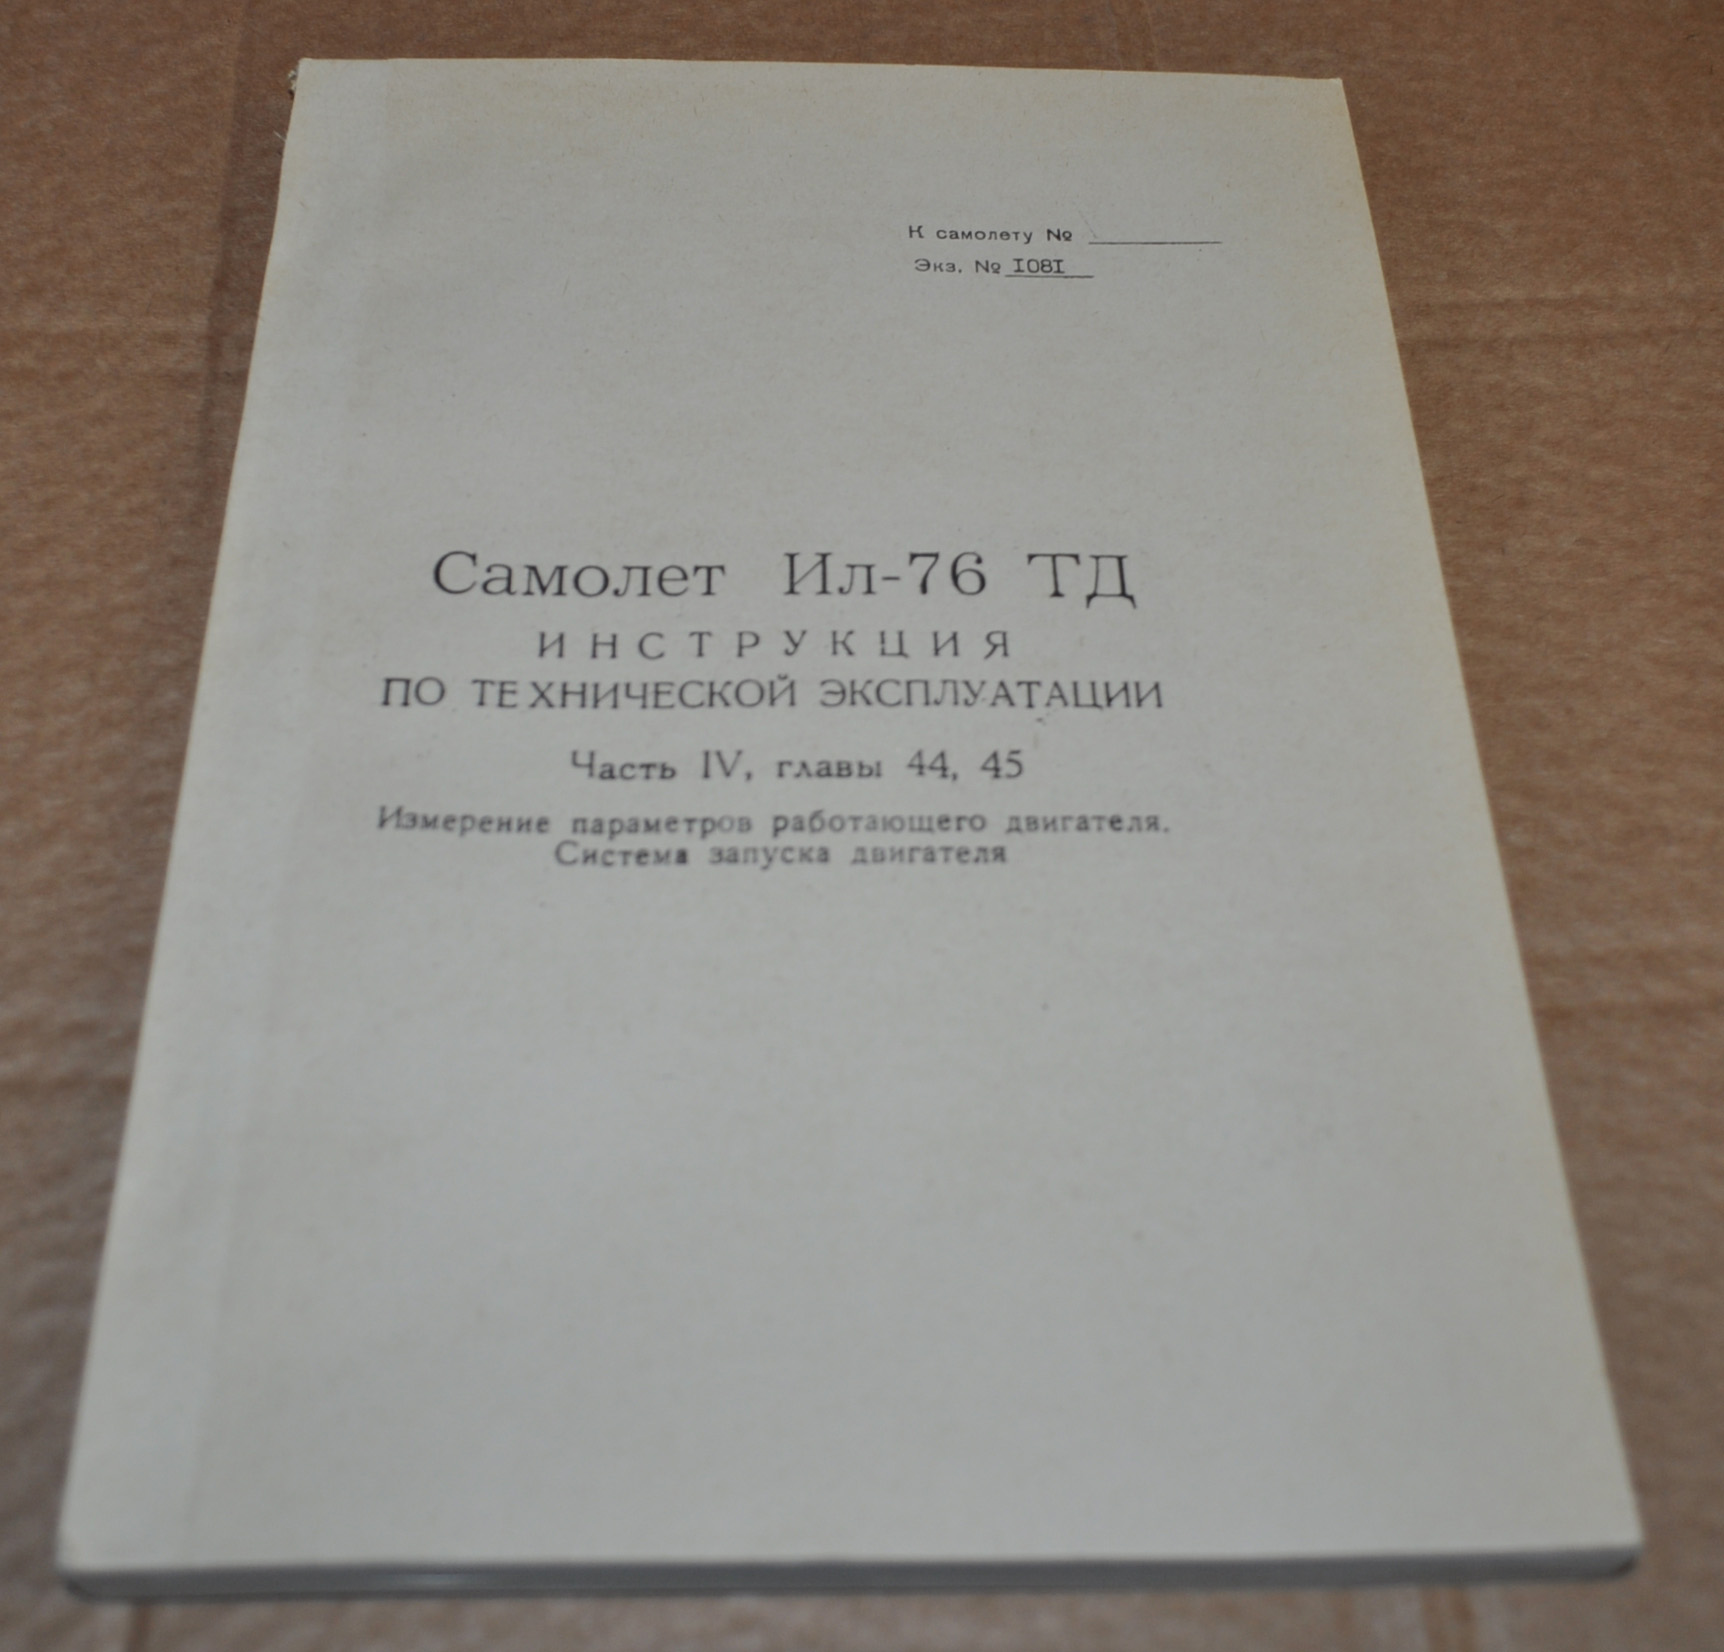 К самолету № ________
Экз. № I08I
Самолет Ил-76 ТД
ИНСТРУКЦИЯ
ПО ТЕХНИЧЕСКОЙ ЭКСПЛУАТАЦИИ
Часть IV, главы 44, 45
Измерение параметров работающего двигателя.
Система запуска двигателя